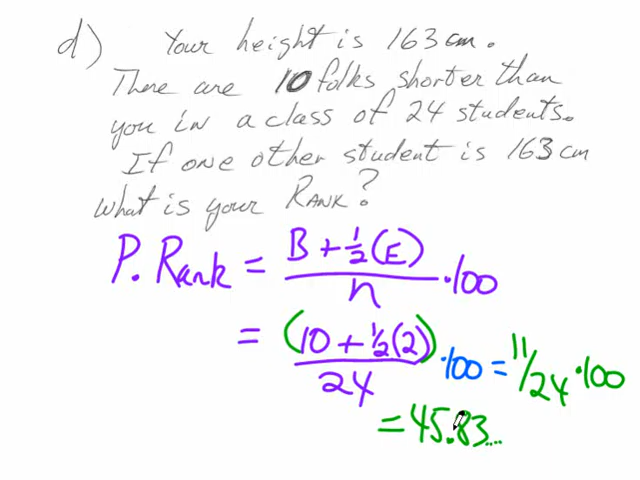 d) Your height is 163 cm.
There are 10 folks shorter than
you in a class of 24 students.
If one other student is 163 cm
what is your RANK?
P. Rank = B + 1/2 (E) / n · 100
= (10 + 1/2 (2)) / 24 · 100 = 11/24 · 100
= 45.83...